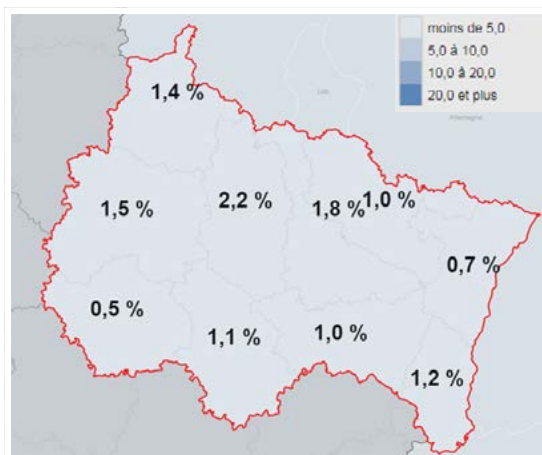 moins de 5,0
5,0 à 10,0
10,0 à 20,0
20,0 et plus
Allemagne
1,4 %
1,5 %
2,2 %
1,8 %
1,0 %
0,7 %
0,5 %
1,1 %
1,0 %
1,2 %